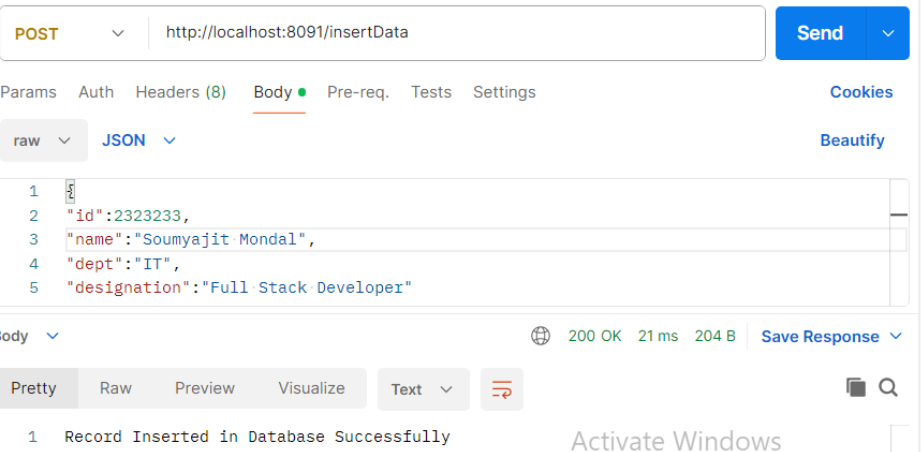 POST http://localhost:8091/insertData Send
Params Auth Headers (8) Body Pre-req. Tests Settings Cookies
raw JSON Beautify
1 {
2 "id":2323233,
3 "name":"Soumyajit Mondal",
4 "dept":"IT",
5 "designation":"Full Stack Developer"
Body 200 OK 21 ms 204 B Save Response
Pretty Raw Preview Visualize Text
1 Record Inserted in Database Successfully
Activate Windows